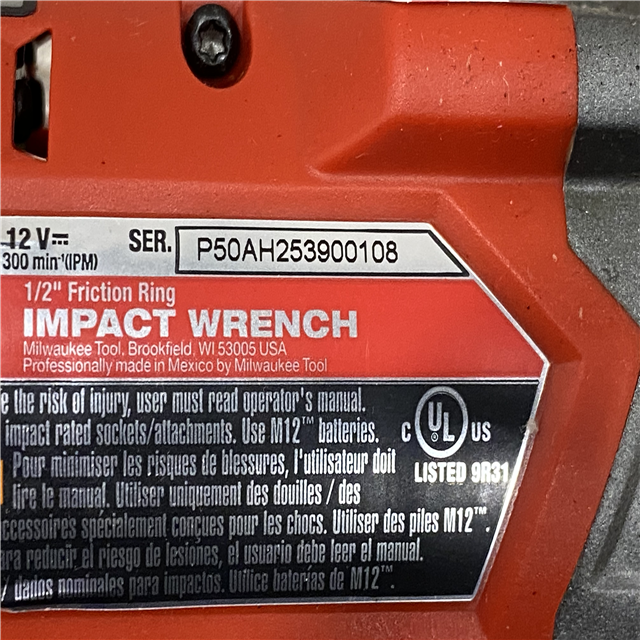 12 V⎓ SER. P50AH253900108
300 min⁻¹(IPM)
1/2" Friction Ring
IMPACT WRENCH
Milwaukee Tool, Brookfield, WI 53005 USA
Professionally made in Mexico by Milwaukee Tool
e the risk of injury, user must read operator's manual.
impact rated sockets/attachments. Use M12™ batteries.
C UL US
LISTED 9R31
Pour minimiser les risques de blessures, l'utilisateur doit
lire le manual. Utiliser uniquement des douilles / des
ccessoires spécialement conçues pour les chocs. Utiliser des piles M12™.
ra reducir el riesgo de lesiones, el usuario debe leer el manual.
/ dados nominales para impactos. Utilice baterías de M12™.